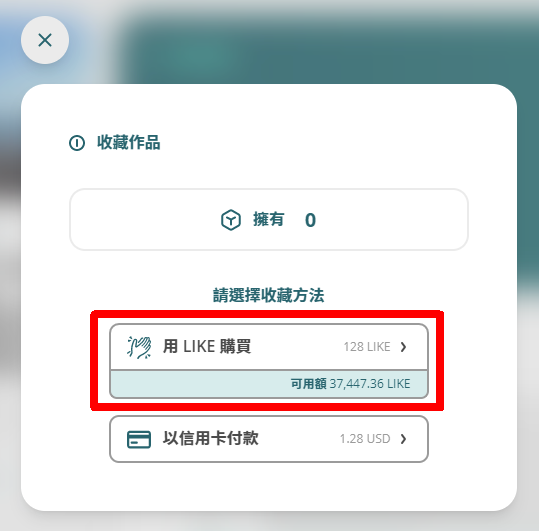 收藏作品
擁有 0
請選擇收藏方法
用 LIKE 購買 128 LIKE
可用額 37,447.36 LIKE
以信用卡付款 1.28 USD